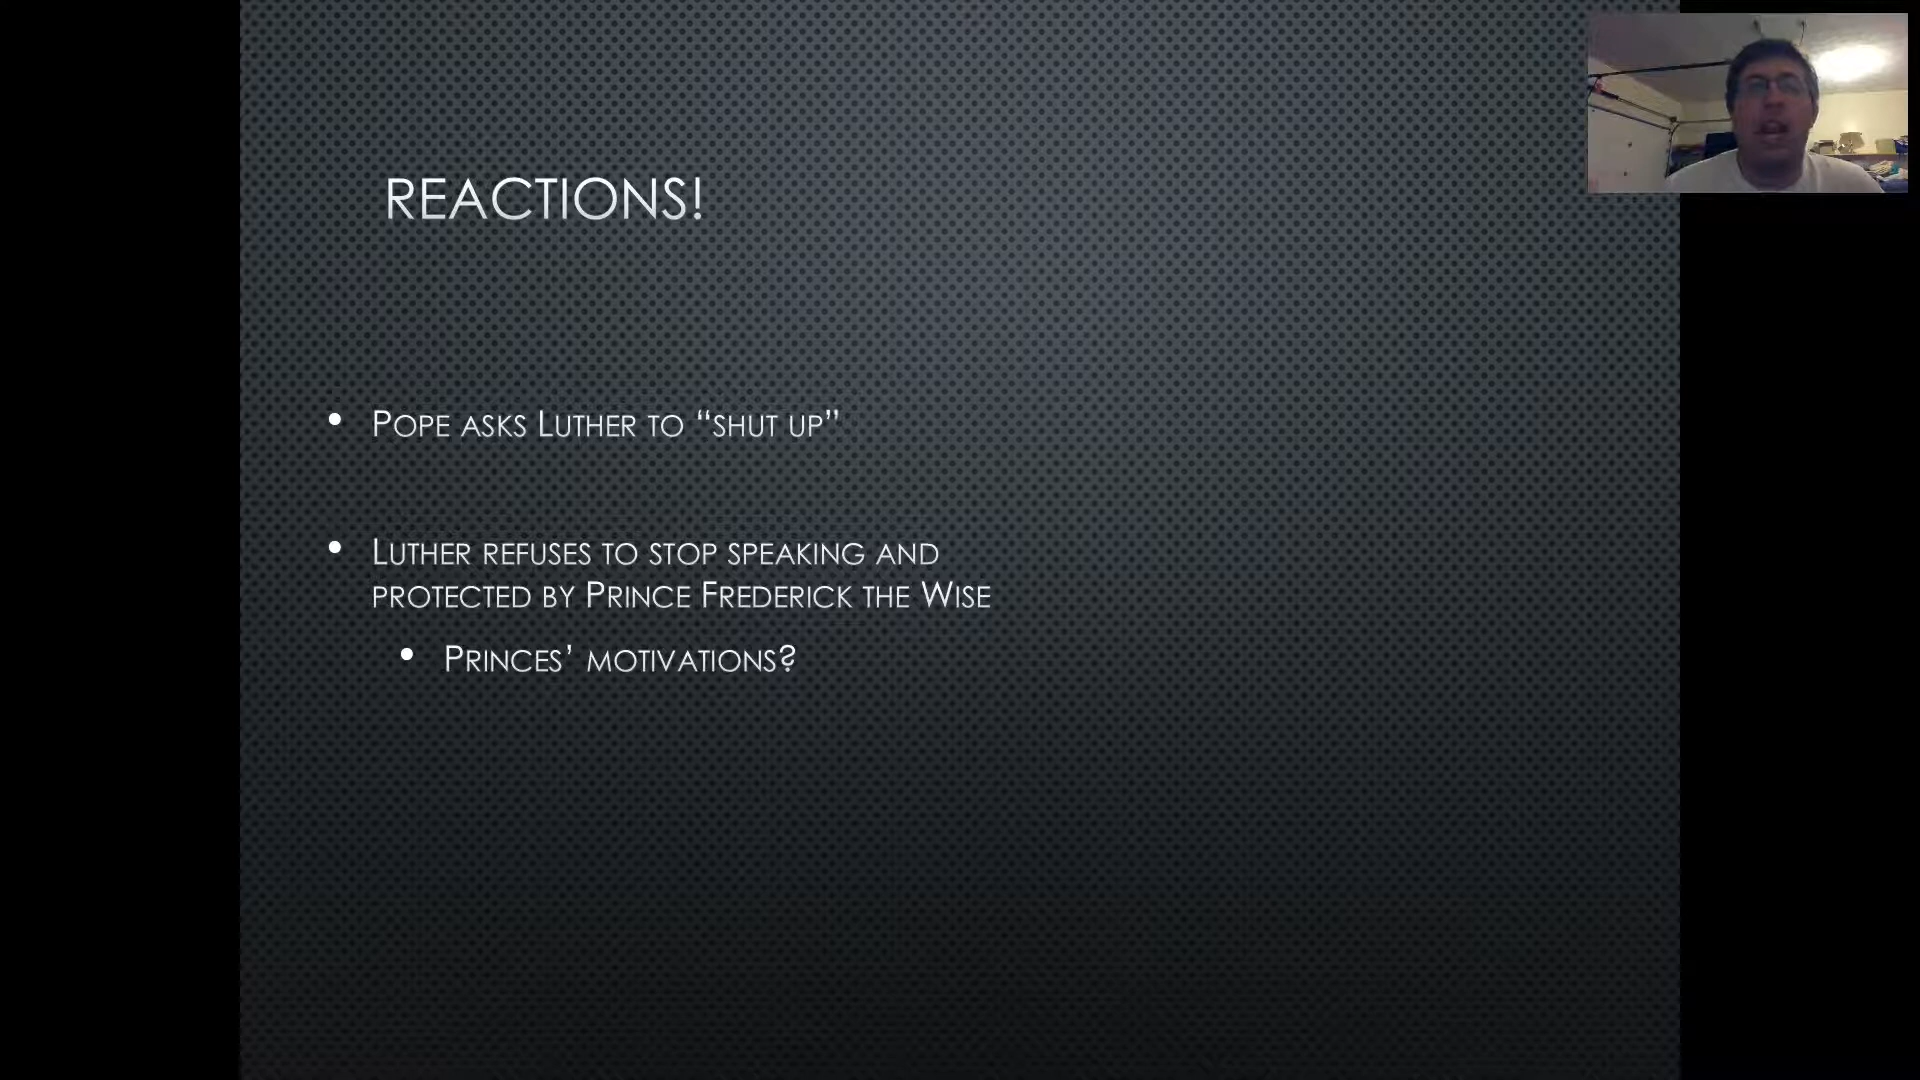 REACTIONS!
• POPE ASKS LUTHER TO “SHUT UP”
• LUTHER REFUSES TO STOP SPEAKING AND
PROTECTED BY PRINCE FREDERICK THE WISE
• PRINCES’ MOTIVATIONS?